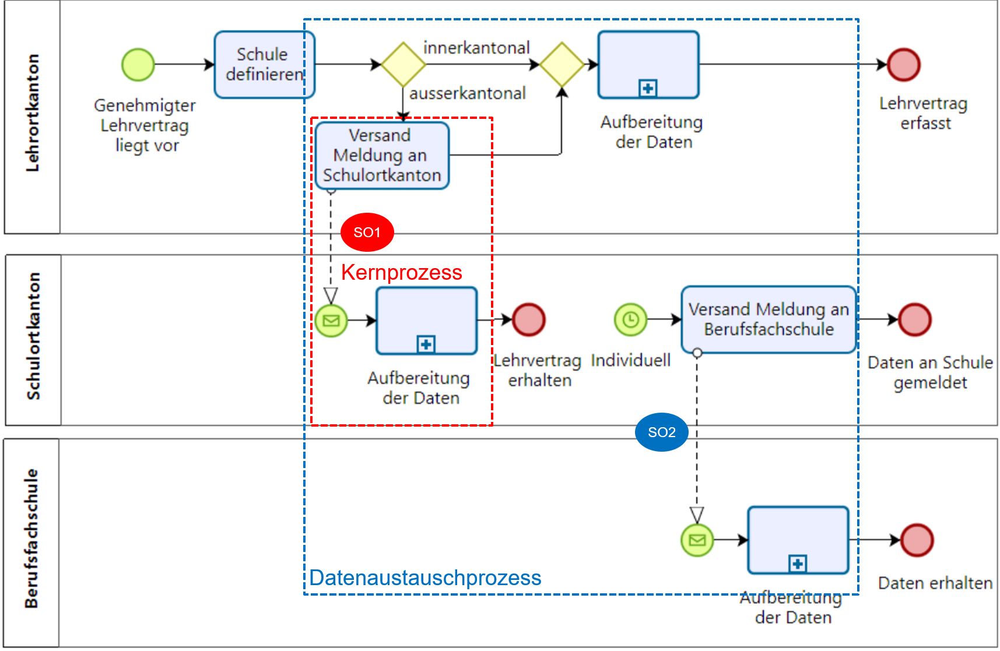 Lehrortkanton
Genehmigter
Lehrvertrag
liegt vor
Schule
definieren
innerkantonal
ausserkantonal
Versand
Meldung an
Schulortkanton
Aufbereitung
der Daten
Lehrvertrag
erfasst
SO1
Kernprozess
Schulortkanton
Aufbereitung
der Daten
Lehrvertrag
erhalten
Individuell
Versand Meldung an
Berufsfachschule
Daten an Schule
gemeldet
SO2
Berufsfachschule
Datenaustauschprozess
Aufbereitung
der Daten
Daten erhalten